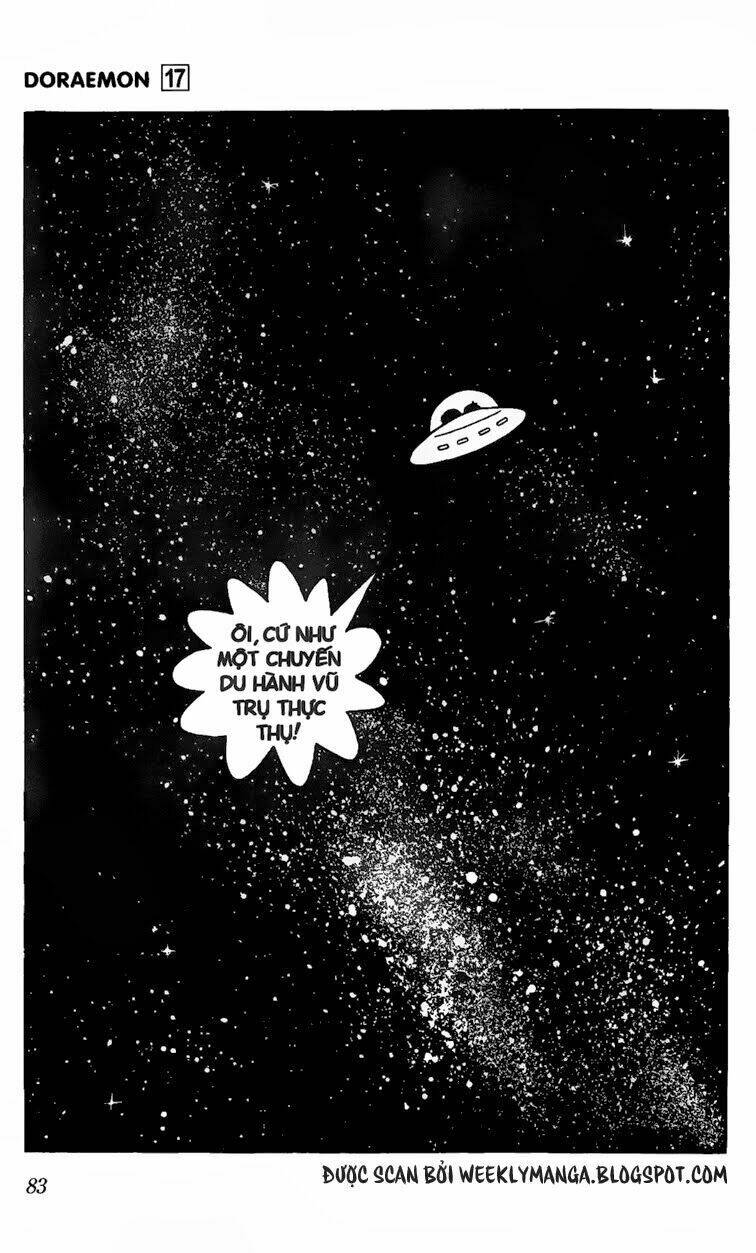 DORAEMON 17
ÔI, CỨ NHƯ
MỘT CHUYẾN
DU HÀNH VŨ
TRỤ THỰC
THỤ!
83
ĐƯỢC SCAN BỞI WEEKLYMANGA.BLOGSPOT.COM